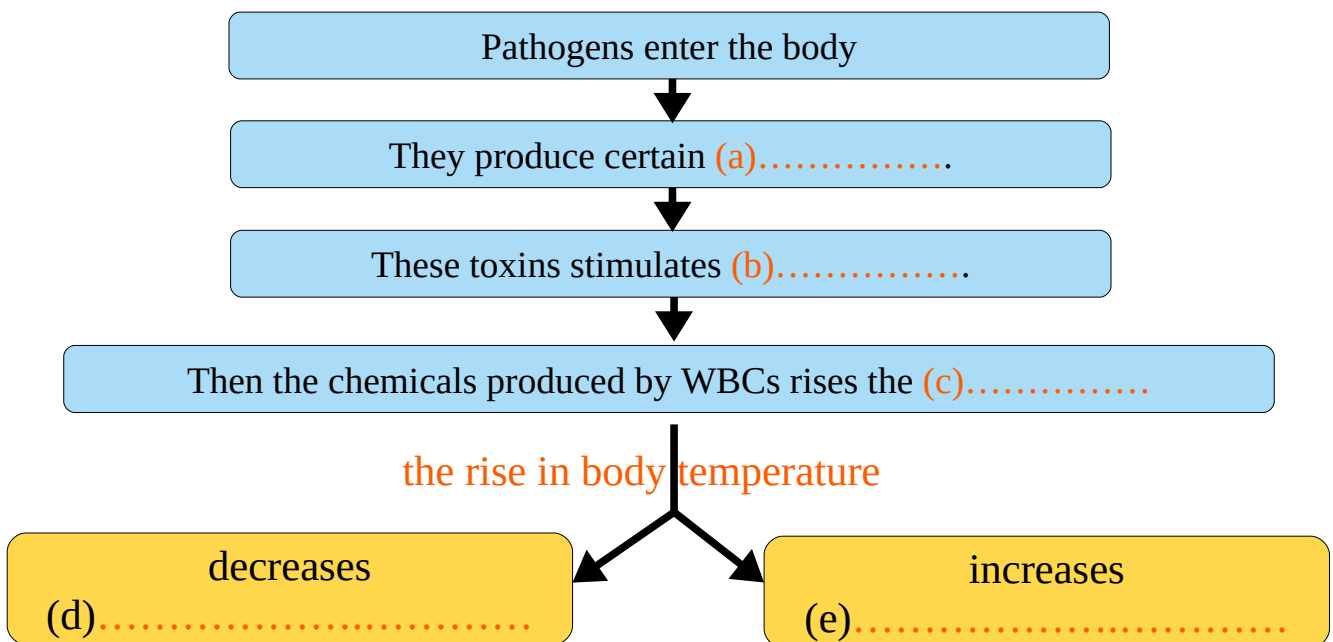 Pathogens enter the body
They produce certain (a)…………….
These toxins stimulates (b)…………….
Then the chemicals produced by WBCs rises the (c)……………
the rise in body temperature
decreases
(d)……………….…………
increases
(e)……………….…………